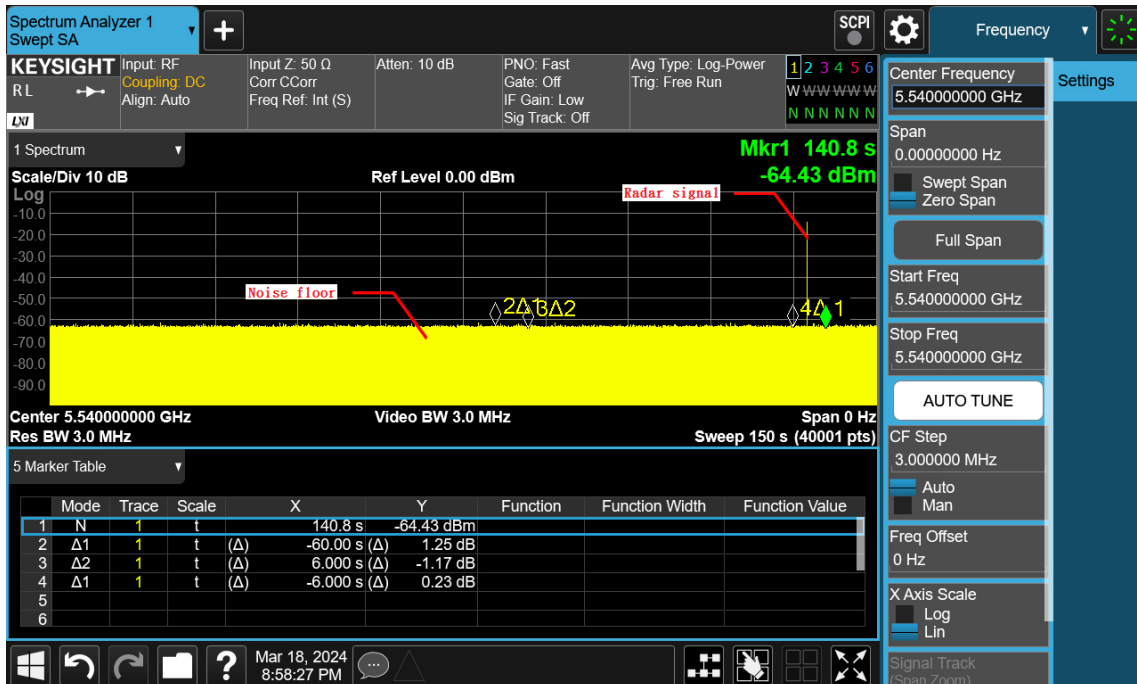 Spectrum Analyzer 1
Swept SA
+
SCPI
Frequency
KEYSIGHT
RL
LXI
Input: RF
Coupling: DC
Align: Auto
Input Z: 50 Ω
Corr CCorr
Freq Ref: Int (S)
Atten: 10 dB
PNO: Fast
Gate: Off
IF Gain: Low
Sig Track: Off
Avg Type: Log-Power
Trig: Free Run
1 2 3 4 5 6
W W W W W W
N N N N N N
1 Spectrum
Mkr1 140.8 s
-64.43 dBm
Scale/Div 10 dB
Ref Level 0.00 dBm
Log
-10.0
-20.0
-30.0
-40.0
-50.0
-60.0
-70.0
-80.0
-90.0
Radar signal
Noise floor
2Δ1
3Δ2
4Δ1
Center 5.540000000 GHz
Video BW 3.0 MHz
Span 0 Hz
Res BW 3.0 MHz
Sweep 150 s (40001 pts)
5 Marker Table
Mode Trace Scale X Y Function Function Width Function Value
1 N 1 t 140.8 s -64.43 dBm
2 Δ1 1 t (Δ) -60.00 s (Δ) 1.25 dB
3 Δ2 1 t (Δ) 6.000 s (Δ) -1.17 dB
4 Δ1 1 t (Δ) -6.000 s (Δ) 0.23 dB
5
6
?
Mar 18, 2024
8:58:27 PM
Center Frequency
5.540000000 GHz
Settings
Span
0.00000000 Hz
Swept Span
Zero Span
Full Span
Start Freq
5.540000000 GHz
Stop Freq
5.540000000 GHz
AUTO TUNE
CF Step
3.000000 MHz
Auto
Man
Freq Offset
0 Hz
X Axis Scale
Log
Lin
Signal Track
(Span Zoom)